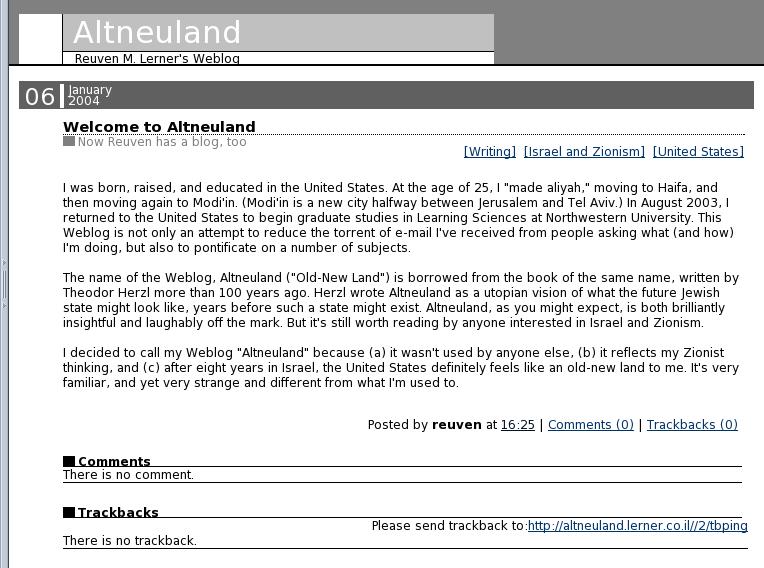 Altneuland
Reuven M. Lerner's Weblog
06 January
2004
Welcome to Altneuland
Now Reuven has a blog, too
[Writing] [Israel and Zionism] [United States]
I was born, raised, and educated in the United States. At the age of 25, I "made aliyah," moving to Haifa, and
then moving again to Modi'in. (Modi'in is a new city halfway between Jerusalem and Tel Aviv.) In August 2003, I
returned to the United States to begin graduate studies in Learning Sciences at Northwestern University. This
Weblog is not only an attempt to reduce the torrent of e-mail I've received from people asking what (and how)
I'm doing, but also to pontificate on a number of subjects.
The name of the Weblog, Altneuland ("Old-New Land") is borrowed from the book of the same name, written by
Theodor Herzl more than 100 years ago. Herzl wrote Altneuland as a utopian vision of what the future Jewish
state might look like, years before such a state might exist. Altneuland, as you might expect, is both brilliantly
insightful and laughably off the mark. But it's still worth reading by anyone interested in Israel and Zionism.
I decided to call my Weblog "Altneuland" because (a) it wasn't used by anyone else, (b) it reflects my Zionist
thinking, and (c) after eight years in Israel, the United States definitely feels like an old-new land to me. It's very
familiar, and yet very strange and different from what I'm used to.
Posted by reuven at 16:25 | Comments (0) | Trackbacks (0)
Comments
There is no comment.
Trackbacks
Please send trackback to:http://altneuland.lerner.co.il//2/tbping
There is no trackback.